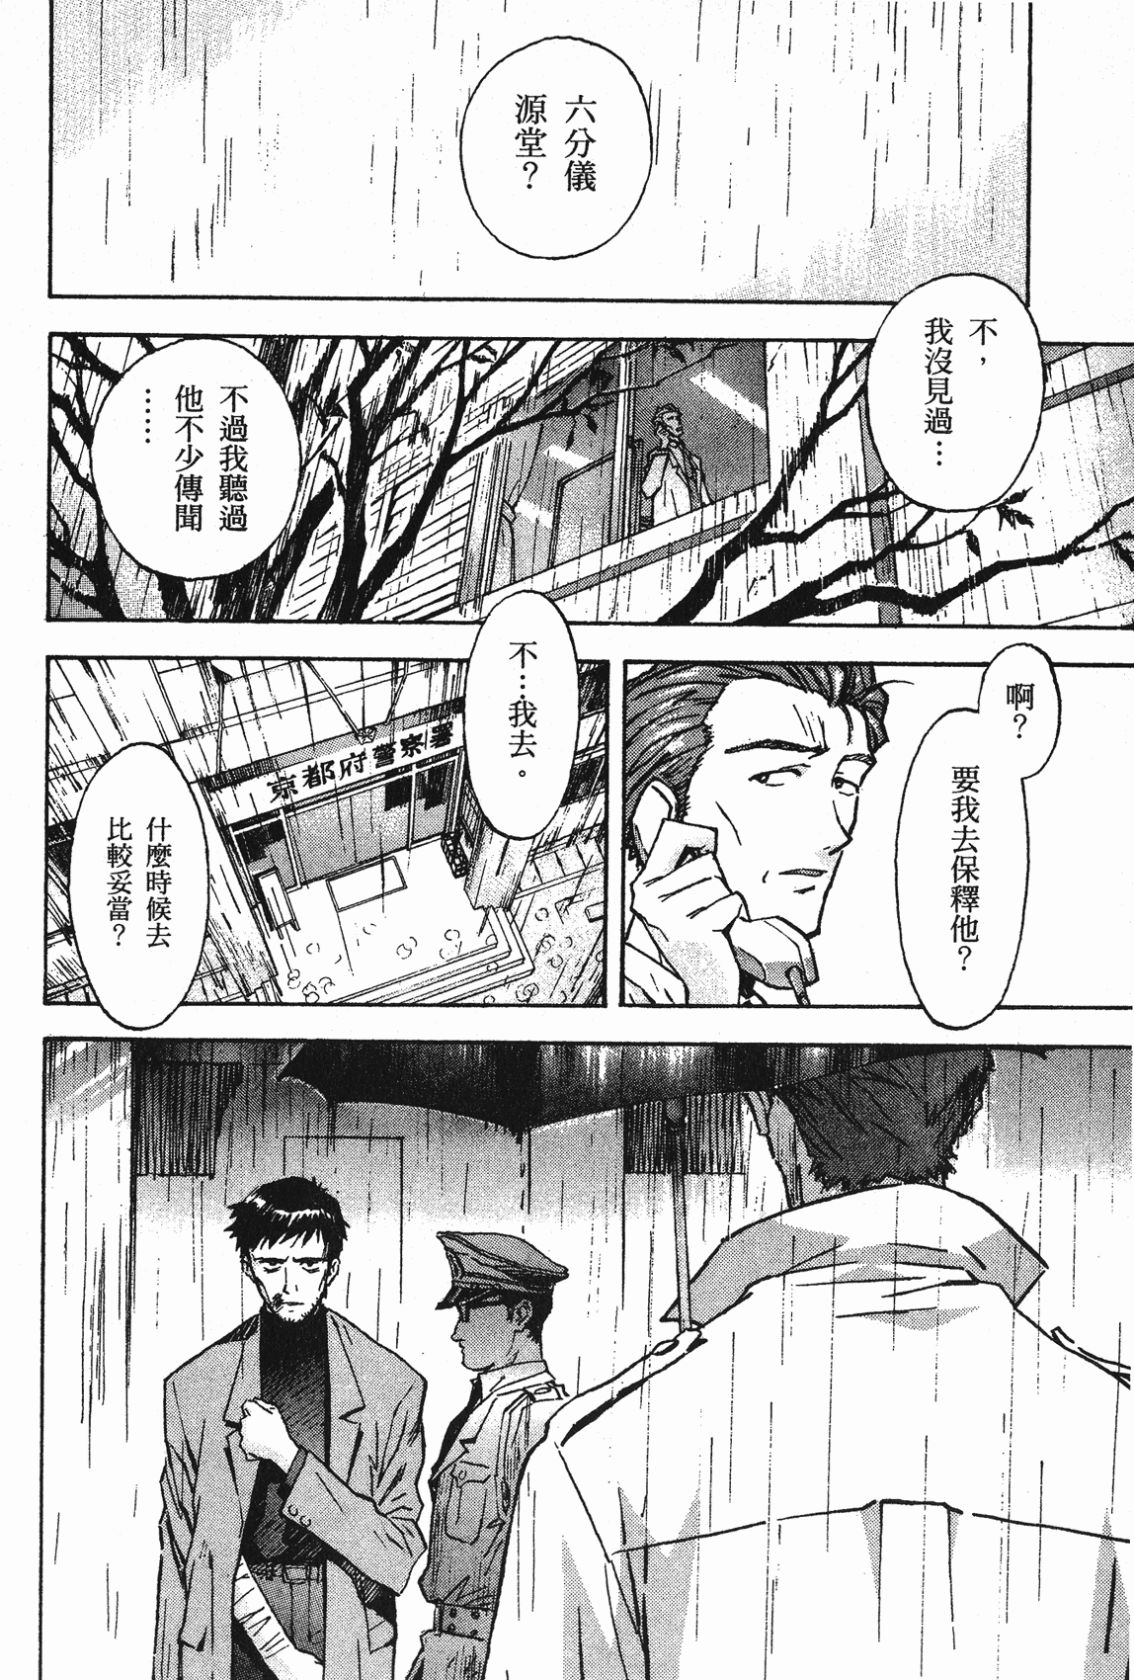 六分儀
源堂？
不，
我沒見過…
不過我聽過
他不少傳聞
……
啊？
要我去保釋他？
不…我去。
京都府警察署
什麼時候去
比較妥當？